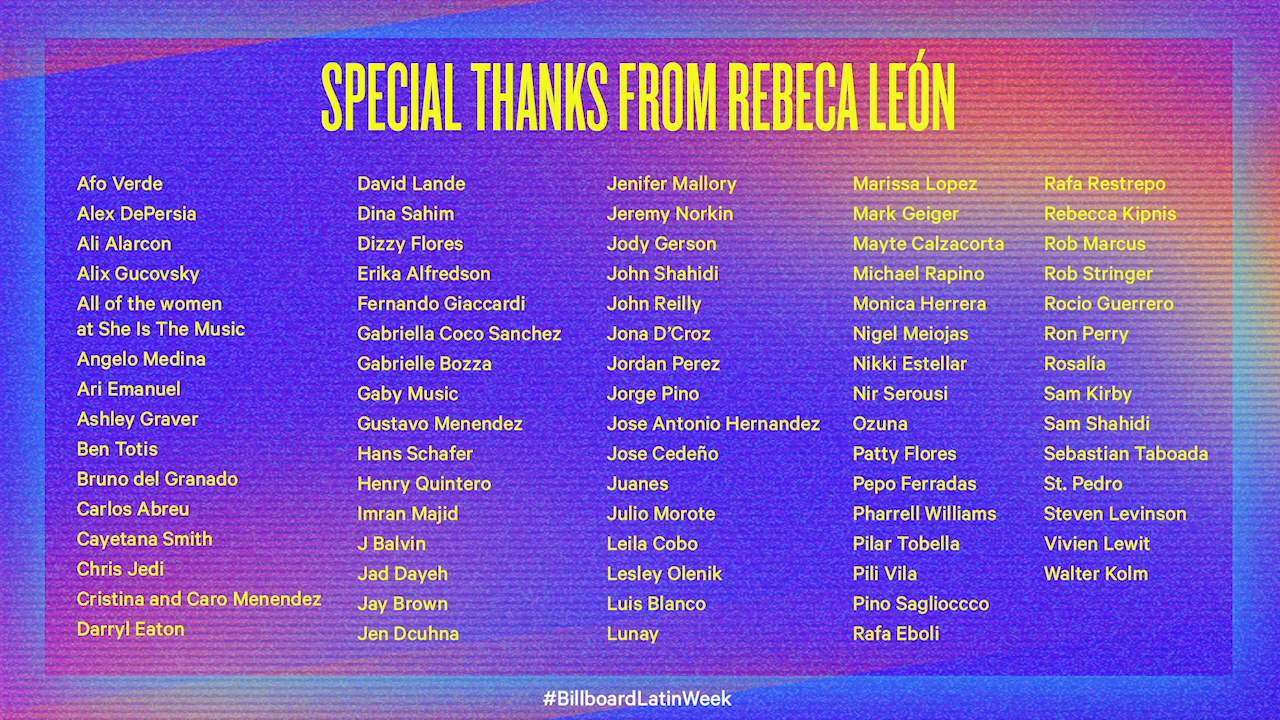 SPECIAL THANKS FROM REBECA LEÓN
Afo Verde
Alex DePersia
Ali Alarcon
Alix Gucovsky
All of the women
at She Is The Music
Angelo Medina
Ari Emanuel
Ashley Graver
Ben Totis
Bruno del Granado
Carlos Abreu
Cayetana Smith
Chris Jedi
Cristina and Caro Menendez
Darryl Eaton
David Lande
Dina Sahim
Dizzy Flores
Erika Alfredson
Fernando Giaccardi
Gabriella Coco Sanchez
Gabrielle Bozza
Gaby Music
Gustavo Menendez
Hans Schafer
Henry Quintero
Imran Majid
J Balvin
Jad Dayeh
Jay Brown
Jen Dcuhna
Jenifer Mallory
Jeremy Norkin
Jody Gerson
John Shahidi
John Reilly
Jona D’Croz
Jordan Perez
Jorge Pino
Jose Antonio Hernandez
Jose Cedeño
Juanes
Julio Morote
Leila Cobo
Lesley Olenik
Luis Blanco
Lunay
Marissa Lopez
Mark Geiger
Mayte Calzacorta
Michael Rapino
Monica Herrera
Nigel Meiojas
Nikki Estellar
Nir Serousi
Ozuna
Patty Flores
Pepo Ferradas
Pharrell Williams
Pilar Tobella
Pili Vila
Pino Saglioccco
Rafa Eboli
Rafa Restrepo
Rebecca Kipnis
Rob Marcus
Rob Stringer
Rocio Guerrero
Ron Perry
Rosalía
Sam Kirby
Sam Shahidi
Sebastian Taboada
St. Pedro
Steven Levinson
Vivien Lewit
Walter Kolm
#BillboardLatinWeek